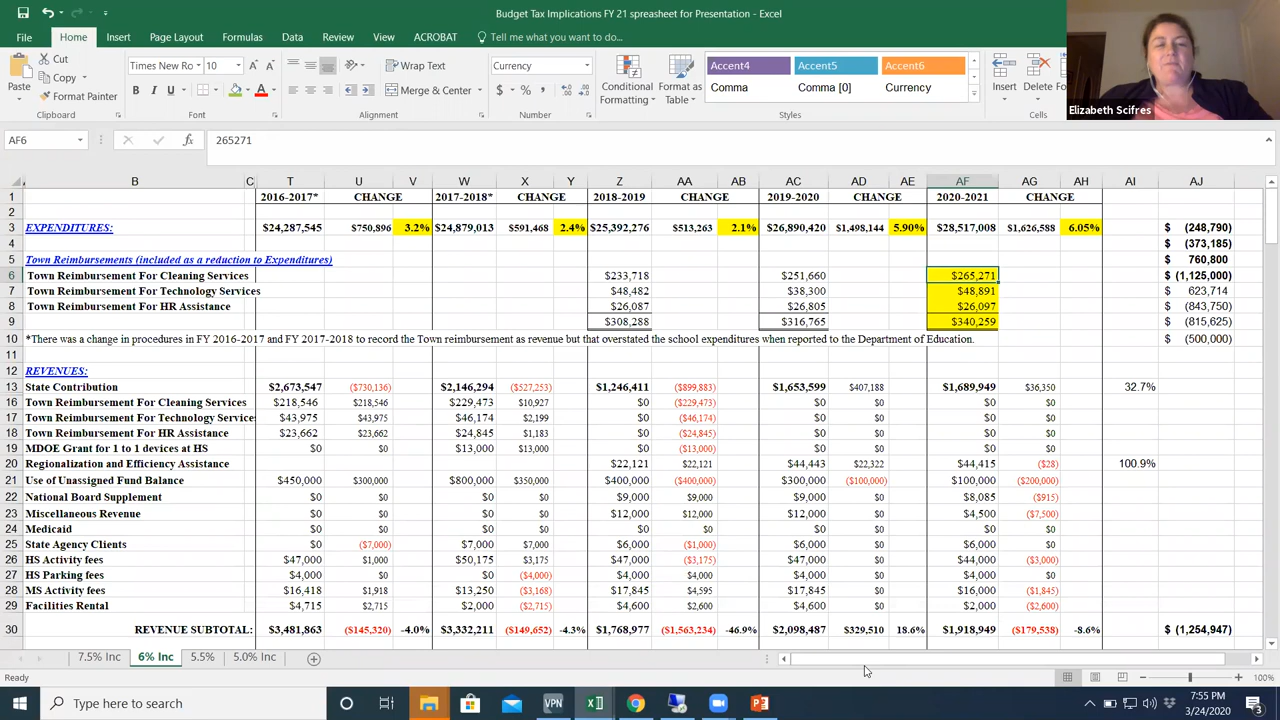 Budget Tax Implications FY 21 spreasheet for Presentation - Excel
File Home Insert Page Layout Formulas Data Review View ACROBAT Tell me what you want to do...
Cut
Copy
Format Painter
Paste
Clipboard
Times New Ro 10
B I U
Font
Wrap Text
Merge & Center
Alignment
Currency
$ % ,
Number
Conditional Formatting
Format as Table
Accent4 Accent5 Accent6
Comma Comma [0] Currency
Styles
Insert Delete
Cells
Elizabeth Scifres
AF6 fx 265271
B C T U V W X Y Z AA AB AC AD AE AF AG AH AI AJ
1 2016-2017* CHANGE 2017-2018* CHANGE 2018-2019 CHANGE 2019-2020 CHANGE 2020-2021 CHANGE
2
3 EXPENDITURES: $24,287,545 $750,896 3.2% $24,879,013 $591,468 2.4% $25,392,276 $513,263 2.1% $26,890,420 $1,498,144 5.90% $28,517,008 $1,626,588 6.05% $ (248,790)
4 $ (373,185)
5 Town Reimbursements (included as a reduction to Expenditures) $ 760,800
6 Town Reimbursement For Cleaning Services $233,718 $251,660 $265,271 $ (1,125,000)
7 Town Reimbursement For Technology Services $48,482 $38,300 $48,891 $ 623,714
8 Town Reimbursement For HR Assistance $26,087 $26,805 $26,097 $ (843,750)
9 $308,288 $316,765 $340,259 $ (815,625)
10 *There was a change in procedures in FY 2016-2017 and FY 2017-2018 to record the Town reimbursement as revenue but that overstated the school expenditures when reported to the Department of Education. $ (500,000)
11
12 REVENUES:
13 State Contribution $2,673,547 ($730,136) $2,146,294 ($527,253) $1,246,411 ($899,883) $1,653,599 $407,188 $1,689,949 $36,350 32.7%
16 Town Reimbursement For Cleaning Services $218,546 $218,546 $229,473 $10,927 $0 ($229,473) $0 $0 $0 $0
17 Town Reimbursement For Technology Services $43,975 $43,975 $46,174 $2,199 $0 ($46,174) $0 $0 $0 $0
18 Town Reimbursement For HR Assistance $23,662 $23,662 $24,845 $1,183 $0 ($24,845) $0 $0 $0 $0
19 MDOE Grant for 1 to 1 devices at HS $0 $0 $13,000 $13,000 $0 ($13,000) $0 $0 $0 $0
20 Regionalization and Efficiency Assistance $22,121 $22,121 $44,443 $22,322 $44,415 ($28) 100.9%
21 Use of Unassigned Fund Balance $450,000 $300,000 $800,000 $350,000 $400,000 ($400,000) $300,000 ($100,000) $100,000 ($200,000)
22 National Board Supplement $0 $0 $0 $0 $9,000 $9,000 $9,000 $0 $8,085 ($915)
23 Miscellaneous Revenue $0 $0 $0 $0 $12,000 $12,000 $12,000 $0 $4,500 ($7,500)
24 Medicaid $0 $0 $0 $0 $0 $0 $0 $0 $0 $0
25 State Agency Clients $0 ($7,000) $7,000 $7,000 $6,000 ($1,000) $6,000 $0 $6,000 $0
26 HS Activity fees $47,000 $1,000 $50,175 $3,175 $47,000 ($3,175) $47,000 $0 $44,000 ($3,000)
27 HS Parking fees $4,000 $0 $0 ($4,000) $4,000 $4,000 $4,000 $0 $4,000 $0
28 MS Activity fees $16,418 $1,918 $13,250 ($3,168) $17,845 $4,595 $17,845 $0 $16,000 ($1,845)
29 Facilities Rental $4,715 $2,715 $2,000 ($2,715) $4,600 $2,600 $4,600 $0 $2,000 ($2,600)
30 REVENUE SUBTOTAL: $3,481,863 ($145,320) -4.0% $3,332,211 ($149,652) -4.3% $1,768,977 ($1,563,234) -46.9% $2,098,487 $329,510 18.6% $1,918,949 ($179,538) -8.6% $ (1,254,947)
7.5% Inc 6% Inc 5.5% 5.0% Inc
Ready 100%
Type here to search VPN 7:55 PM
3/24/2020 3